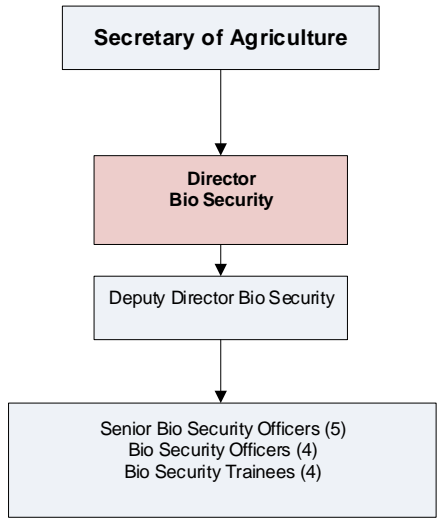 Secretary of Agriculture
Director
Bio Security
Deputy Director Bio Security
Senior Bio Security Officers (5)
Bio Security Officers (4)
Bio Security Trainees (4)